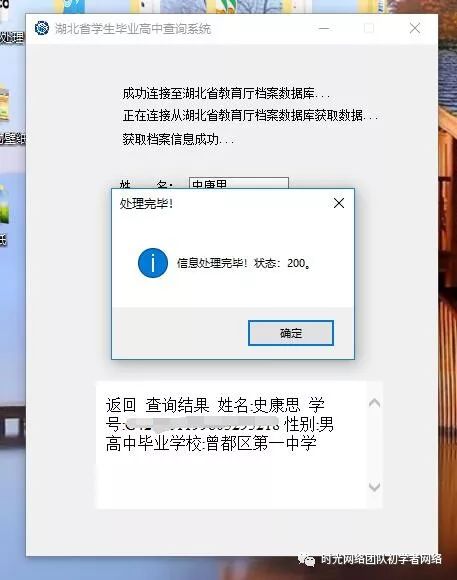 湖北省学生毕业高中查询系统
成功连接至湖北省教育厅档案数据库...
正在连接从湖北省教育厅档案数据库获取数据...
获取档案信息成功...
姓 名: 史康思
处理完毕!
信息处理完毕!状态:200。
确定
返回 查询结果 姓名:史康思 学
号: 性别:男
高中毕业学校:曾都区第一中学
时光网络团队初学者网络